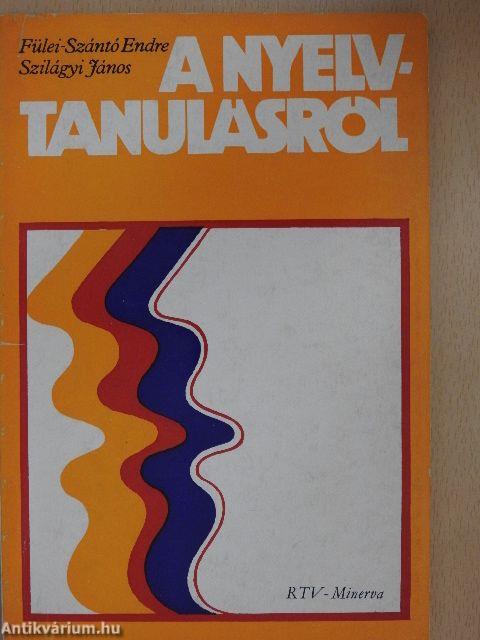 Fülei-Szántó Endre
Szilágyi János
A NYELV-
TANULÁSRÓL
RTV - Minerva
Antikvárium.hu